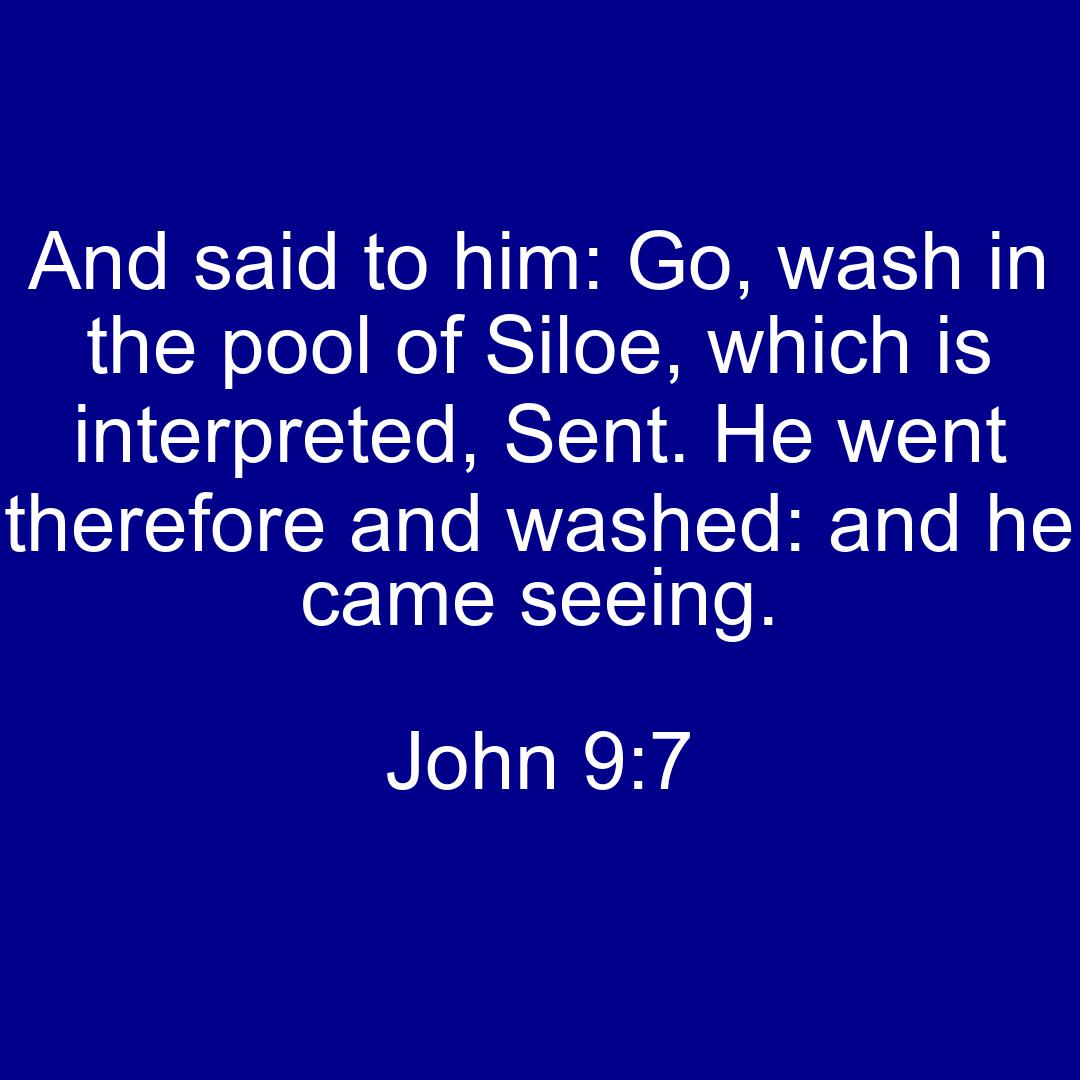 And said to him: Go, wash in
the pool of Siloe, which is
interpreted, Sent. He went
therefore and washed: and he
came seeing.
John 9:7